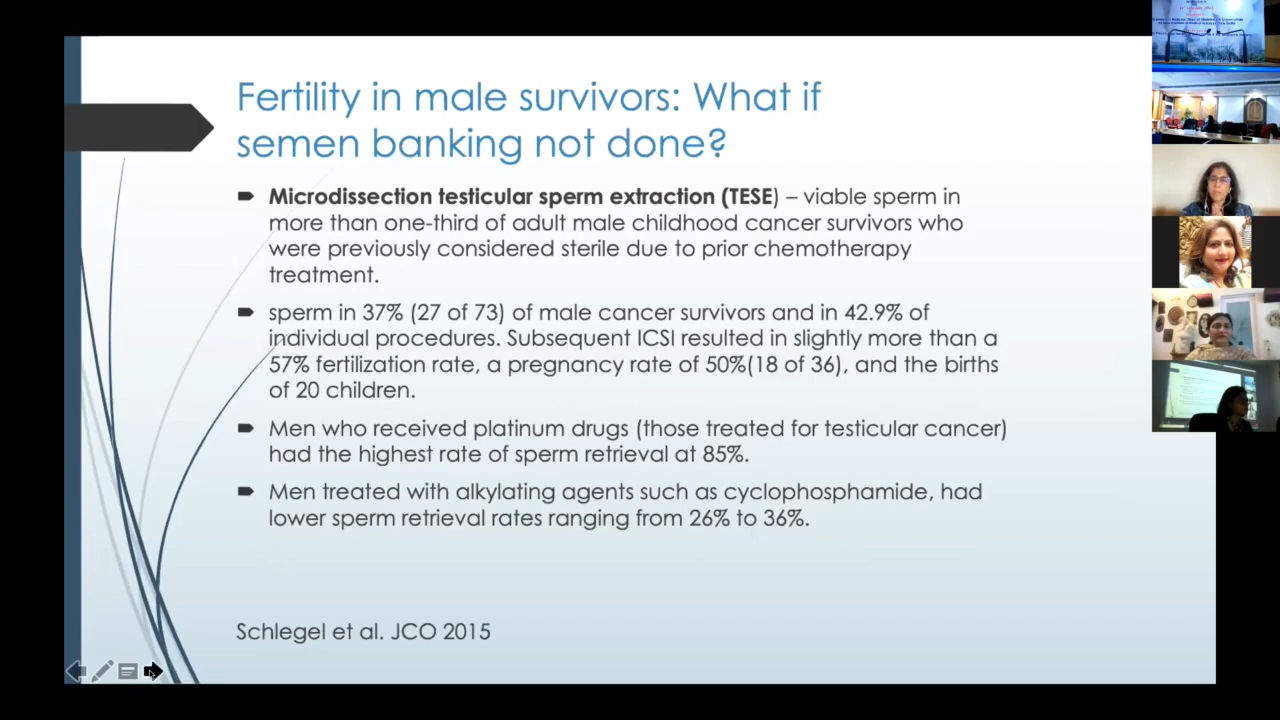 Fertility in male survivors: What if
semen banking not done?
Microdissection testicular sperm extraction (TESE) – viable sperm in
more than one-third of adult male childhood cancer survivors who
were previously considered sterile due to prior chemotherapy
treatment.
sperm in 37% (27 of 73) of male cancer survivors and in 42.9% of
individual procedures. Subsequent ICSI resulted in slightly more than a
57% fertilization rate, a pregnancy rate of 50%(18 of 36), and the births
of 20 children.
Men who received platinum drugs (those treated for testicular cancer)
had the highest rate of sperm retrieval at 85%.
Men treated with alkylating agents such as cyclophosphamide, had
lower sperm retrieval rates ranging from 26% to 36%.
Schlegel et al. JCO 2015